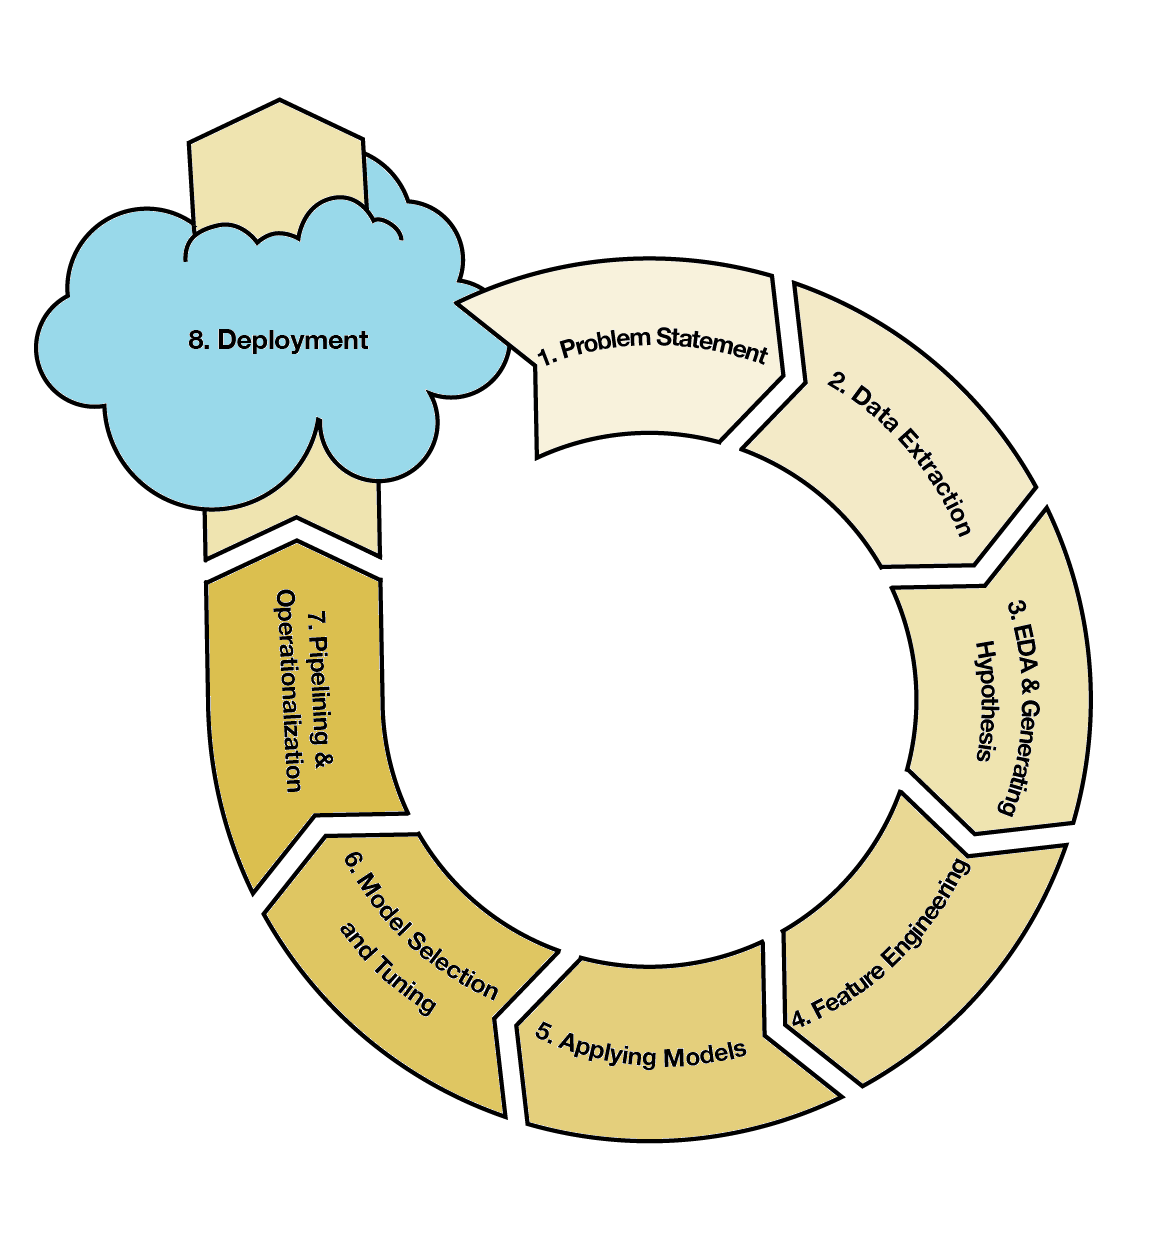 1. Problem Statement
2. Data Extraction
3. EDA & Generating
Hypothesis
4. Feature Engineering
5. Applying Models
6. Model Selection
and Tuning
7. Pipelining &
Operationalization
8. Deployment